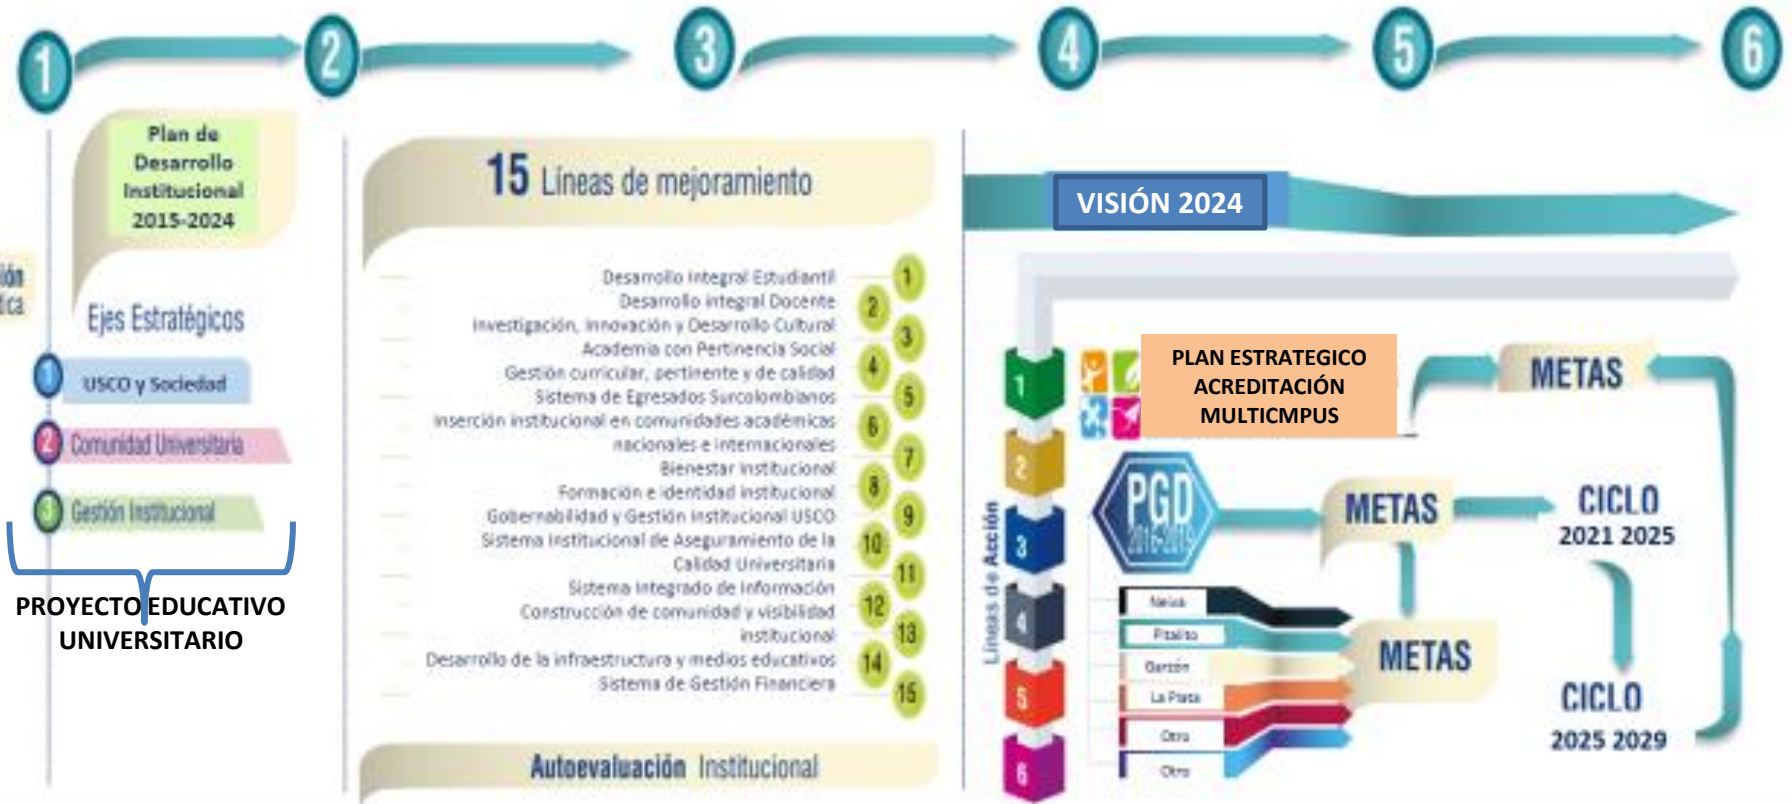 1
2
3
4
5
6
Plan de
Desarrollo
Institucional
2015-2024
Ejes Estratégicos
1
USCO y Sociedad
2
Comunidad Universitaria
3
Gestión Institucional
PROYECTO EDUCATIVO
UNIVERSITARIO
15 Líneas de mejoramiento
Desarrollo Integral Estudiantil
1
Desarrollo integral Docente
2
Investigación, Innovación y Desarrollo Cultural
3
Academia con Pertinencia Social
4
Gestión curricular, pertinente y de calidad
Sistema de Egresados Surcolombianos
5
Inserción institucional en comunidades académicas
6
nacionales e internacionales
7
Bienestar Institucional
Formación e identidad institucional
8
Gobernabilidad y Gestión Institucional USCO
9
Sistema Institucional de Aseguramiento de la
10
Calidad Universitaria
11
Sistema Integrado de Información
12
Construcción de comunidad y visibilidad
institucional
13
Desarrollo de la infraestructura y medios educativos
14
Sistema de Gestión Financiera
15
Autoevaluación Institucional
VISIÓN 2024
Líneas de Acción
1
2
3
4
5
6
PLAN ESTRATEGICO
ACREDITACIÓN
MULTICMPUS
METAS
PGD
2016-2019
METAS
CICLO
2021 2025
Neiva
Pitalito
Garzón
La Plata
Otro
Otro
METAS
CICLO
2025 2029